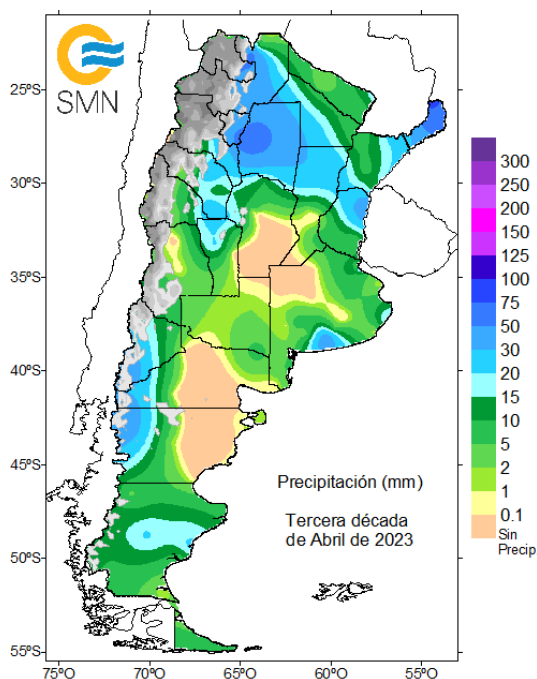 SMN
25ºS
30ºS
35ºS
40ºS
45ºS
50ºS
55ºS
75ºO
70ºO
65ºO
60ºO
55ºO
Precipitación (mm)
Tercera década
de Abril de 2023
300
250
200
150
125
100
75
50
30
20
15
10
5
2
1
0.1
Sin
Precip